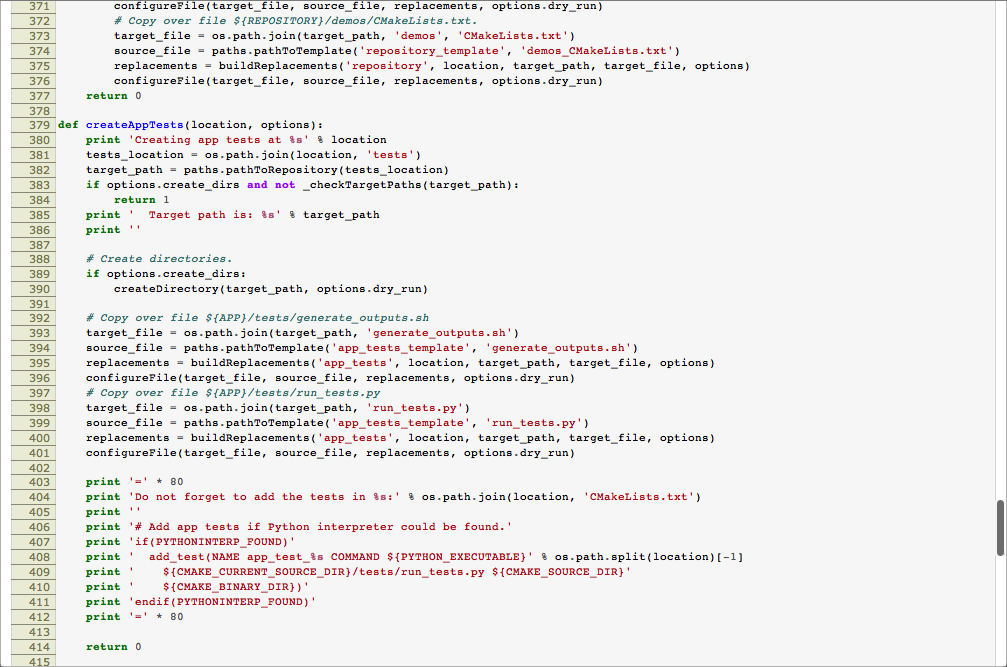 371         configureFile(target_file, source_file, replacements, options.dry_run)
372         # Copy over file ${REPOSITORY}/demos/CMakeLists.txt.
373         target_file = os.path.join(target_path, 'demos', 'CMakeLists.txt')
374         source_file = paths.pathToTemplate('repository_template', 'demos_CMakeLists.txt')
375         replacements = buildReplacements('repository', location, target_path, target_file, options)
376         configureFile(target_file, source_file, replacements, options.dry_run)
377     return 0
378
379 def createAppTests(location, options):
380     print 'Creating app tests at %s' % location
381     tests_location = os.path.join(location, 'tests')
382     target_path = paths.pathToRepository(tests_location)
383     if options.create_dirs and not _checkTargetPaths(target_path):
384         return 1
385     print '  Target path is: %s' % target_path
386     print ''
387
388     # Create directories.
389     if options.create_dirs:
390         createDirectory(target_path, options.dry_run)
391
392     # Copy over file ${APP}/tests/generate_outputs.sh
393     target_file = os.path.join(target_path, 'generate_outputs.sh')
394     source_file = paths.pathToTemplate('app_tests_template', 'generate_outputs.sh')
395     replacements = buildReplacements('app_tests', location, target_path, target_file, options)
396     configureFile(target_file, source_file, replacements, options.dry_run)
397     # Copy over file ${APP}/tests/run_tests.py
398     target_file = os.path.join(target_path, 'run_tests.py')
399     source_file = paths.pathToTemplate('app_tests_template', 'run_tests.py')
400     replacements = buildReplacements('app_tests', location, target_path, target_file, options)
401     configureFile(target_file, source_file, replacements, options.dry_run)
402
403     print '=' * 80
404     print 'Do not forget to add the tests in %s:' % os.path.join(location, 'CMakeLists.txt')
405     print ''
406     print '# Add app tests if Python interpreter could be found.'
407     print 'if(PYTHONINTERP_FOUND)'
408     print '  add_test(NAME app_test_%s COMMAND ${PYTHON_EXECUTABLE}' % os.path.split(location)[-1]
409     print '    ${CMAKE_CURRENT_SOURCE_DIR}/tests/run_tests.py ${CMAKE_SOURCE_DIR}'
410     print '    ${CMAKE_BINARY_DIR})'
411     print 'endif(PYTHONINTERP_FOUND)'
412     print '=' * 80
413
414     return 0
415